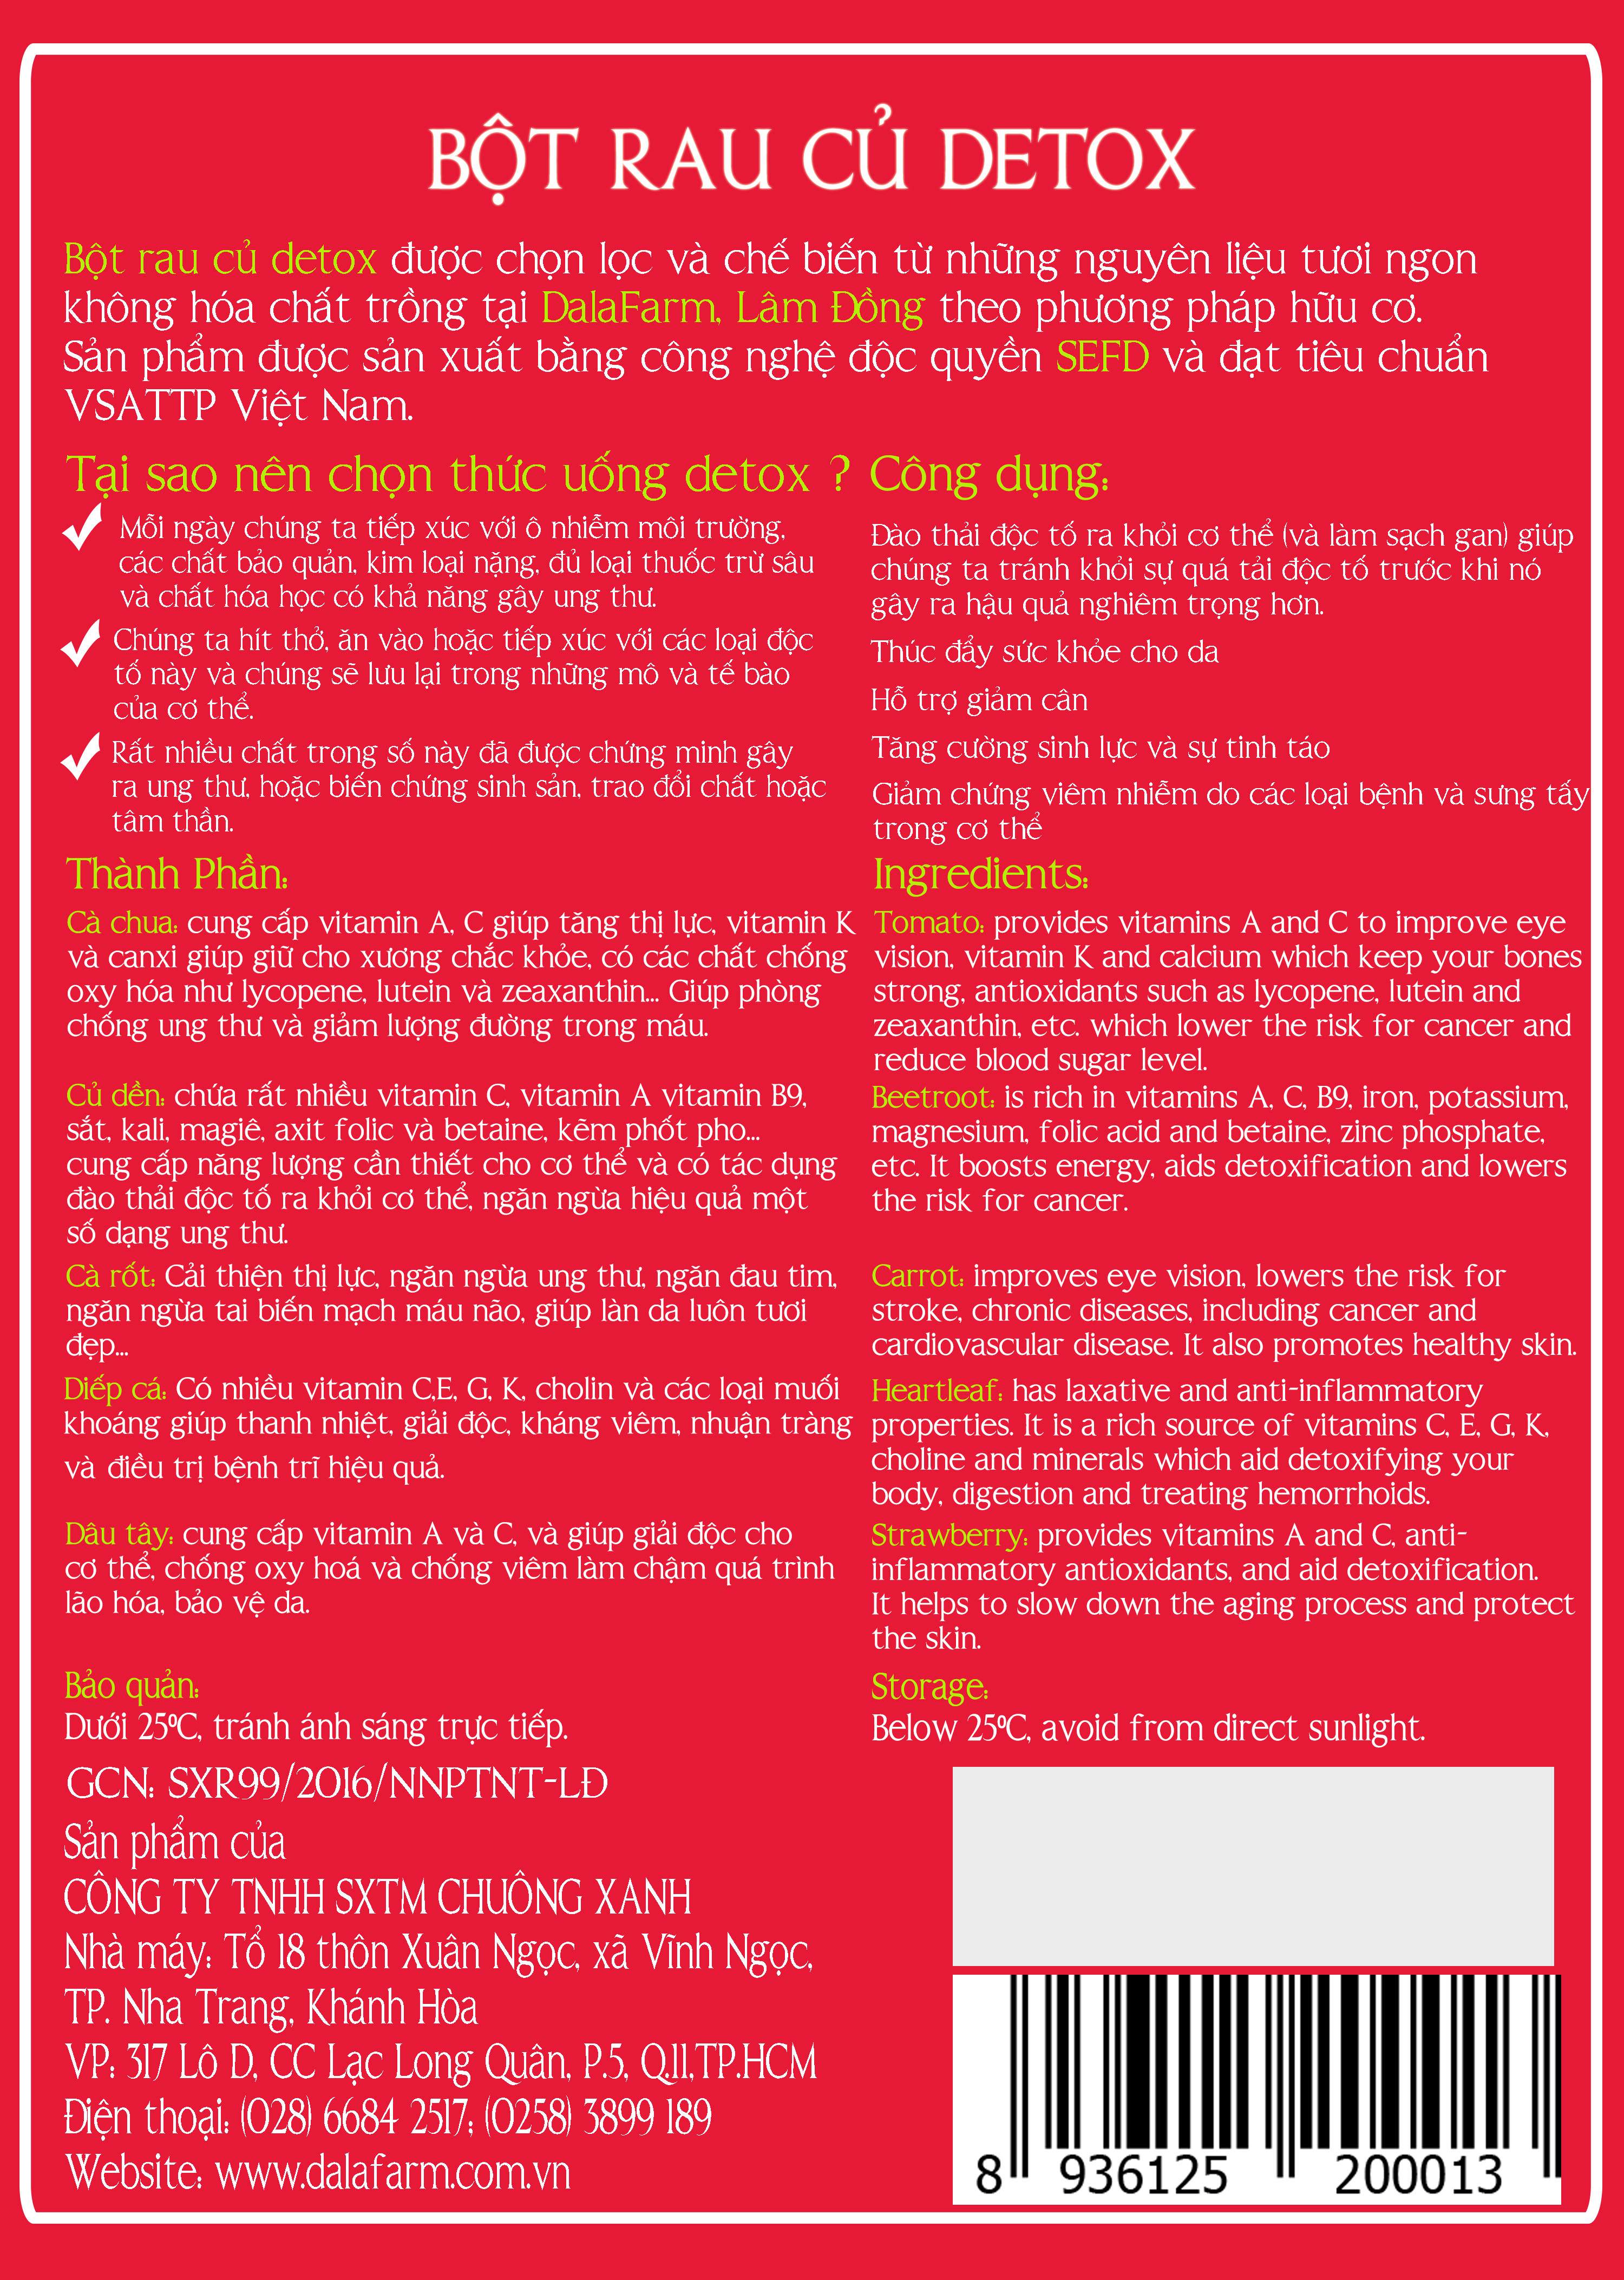 BỘT RAU CỦ DETOX
Bột rau củ detox được chọn lọc và chế biến từ những nguyên liệu tươi ngon
không hóa chất trồng tại DalaFarm, Lâm Đồng theo phương pháp hữu cơ.
Sản phẩm được sản xuất bằng công nghệ độc quyền SEFD và đạt tiêu chuẩn
VSATTP Việt Nam.
Tại sao nên chọn thức uống detox ?
Mỗi ngày chúng ta tiếp xúc với ô nhiễm môi trường,
các chất bảo quản, kim loại nặng, đủ loại thuốc trừ sâu
và chất hóa học có khả năng gây ung thư.
Chúng ta hít thở, ăn vào hoặc tiếp xúc với các loại độc
tố này và chúng sẽ lưu lại trong những mô và tế bào
của cơ thể.
Rất nhiều chất trong số này đã được chứng minh gây
ra ung thư, hoặc biến chứng sinh sản, trao đổi chất hoặc
tâm thần.
Công dụng:
Đào thải độc tố ra khỏi cơ thể (và làm sạch gan) giúp
chúng ta tránh khỏi sự quá tải độc tố trước khi nó
gây ra hậu quả nghiêm trọng hơn.
Thúc đẩy sức khỏe cho da
Hỗ trợ giảm cân
Tăng cường sinh lực và sự tinh táo
Giảm chứng viêm nhiễm do các loại bệnh và sưng tấy
trong cơ thể
Thành Phần:
Cà chua: cung cấp vitamin A, C giúp tăng thị lực, vitamin K
và canxi giúp giữ cho xương chắc khỏe, có các chất chống
oxy hóa như lycopene, lutein và zeaxanthin... Giúp phòng
chống ung thư và giảm lượng đường trong máu.
Củ dền: chứa rất nhiều vitamin C, vitamin A vitamin B9,
sắt, kali, magiê, axit folic và betaine, kẽm phốt pho...
cung cấp năng lượng cần thiết cho cơ thể và có tác dụng
đào thải độc tố ra khỏi cơ thể, ngăn ngừa hiệu quả một
số dạng ung thư.
Cà rốt: Cải thiện thị lực, ngăn ngừa ung thư, ngăn đau tim,
ngăn ngừa tai biến mạch máu não, giúp làn da luôn tươi
đẹp...
Diếp cá: Có nhiều vitamin C,E, G, K, cholin và các loại muối
khoáng giúp thanh nhiệt, giải độc, kháng viêm, nhuận tràng
và điều trị bệnh trĩ hiệu quả.
Dâu tây: cung cấp vitamin A và C, và giúp giải độc cho
cơ thể, chống oxy hoá và chống viêm làm chậm quá trình
lão hóa, bảo vệ da.
Bảo quản:
Dưới 25ºC, tránh ánh sáng trực tiếp.
Ingredients:
Tomato: provides vitamins A and C to improve eye
vision, vitamin K and calcium which keep your bones
strong, antioxidants such as lycopene, lutein and
zeaxanthin, etc. which lower the risk for cancer and
reduce blood sugar level.
Beetroot: is rich in vitamins A, C, B9, iron, potassium,
magnesium, folic acid and betaine, zinc phosphate,
etc. It boosts energy, aids detoxification and lowers
the risk for cancer.
Carrot: improves eye vision, lowers the risk for
stroke, chronic diseases, including cancer and
cardiovascular disease. It also promotes healthy skin.
Heartleaf: has laxative and anti-inflammatory
properties. It is a rich source of vitamins C, E, G, K,
choline and minerals which aid detoxifying your
body, digestion and treating hemorrhoids.
Strawberry: provides vitamins A and C, anti-
inflammatory antioxidants, and aid detoxification.
It helps to slow down the aging process and protect
the skin.
Storage:
Below 25ºC, avoid from direct sunlight.
GCN: SXR99/2016/NNPTNT-LĐ
Sản phẩm của
CÔNG TY TNHH SXTM CHUÔNG XANH
Nhà máy: Tổ 18 thôn Xuân Ngọc, xã Vĩnh Ngọc,
TP. Nha Trang, Khánh Hòa
VP: 317 Lô D, CC Lạc Long Quân, P.5, Q.11,TP.HCM
Điện thoại: (028) 6684 2517; (0258) 3899 189
Website: www.dalafarm.com.vn
8 936125 200013